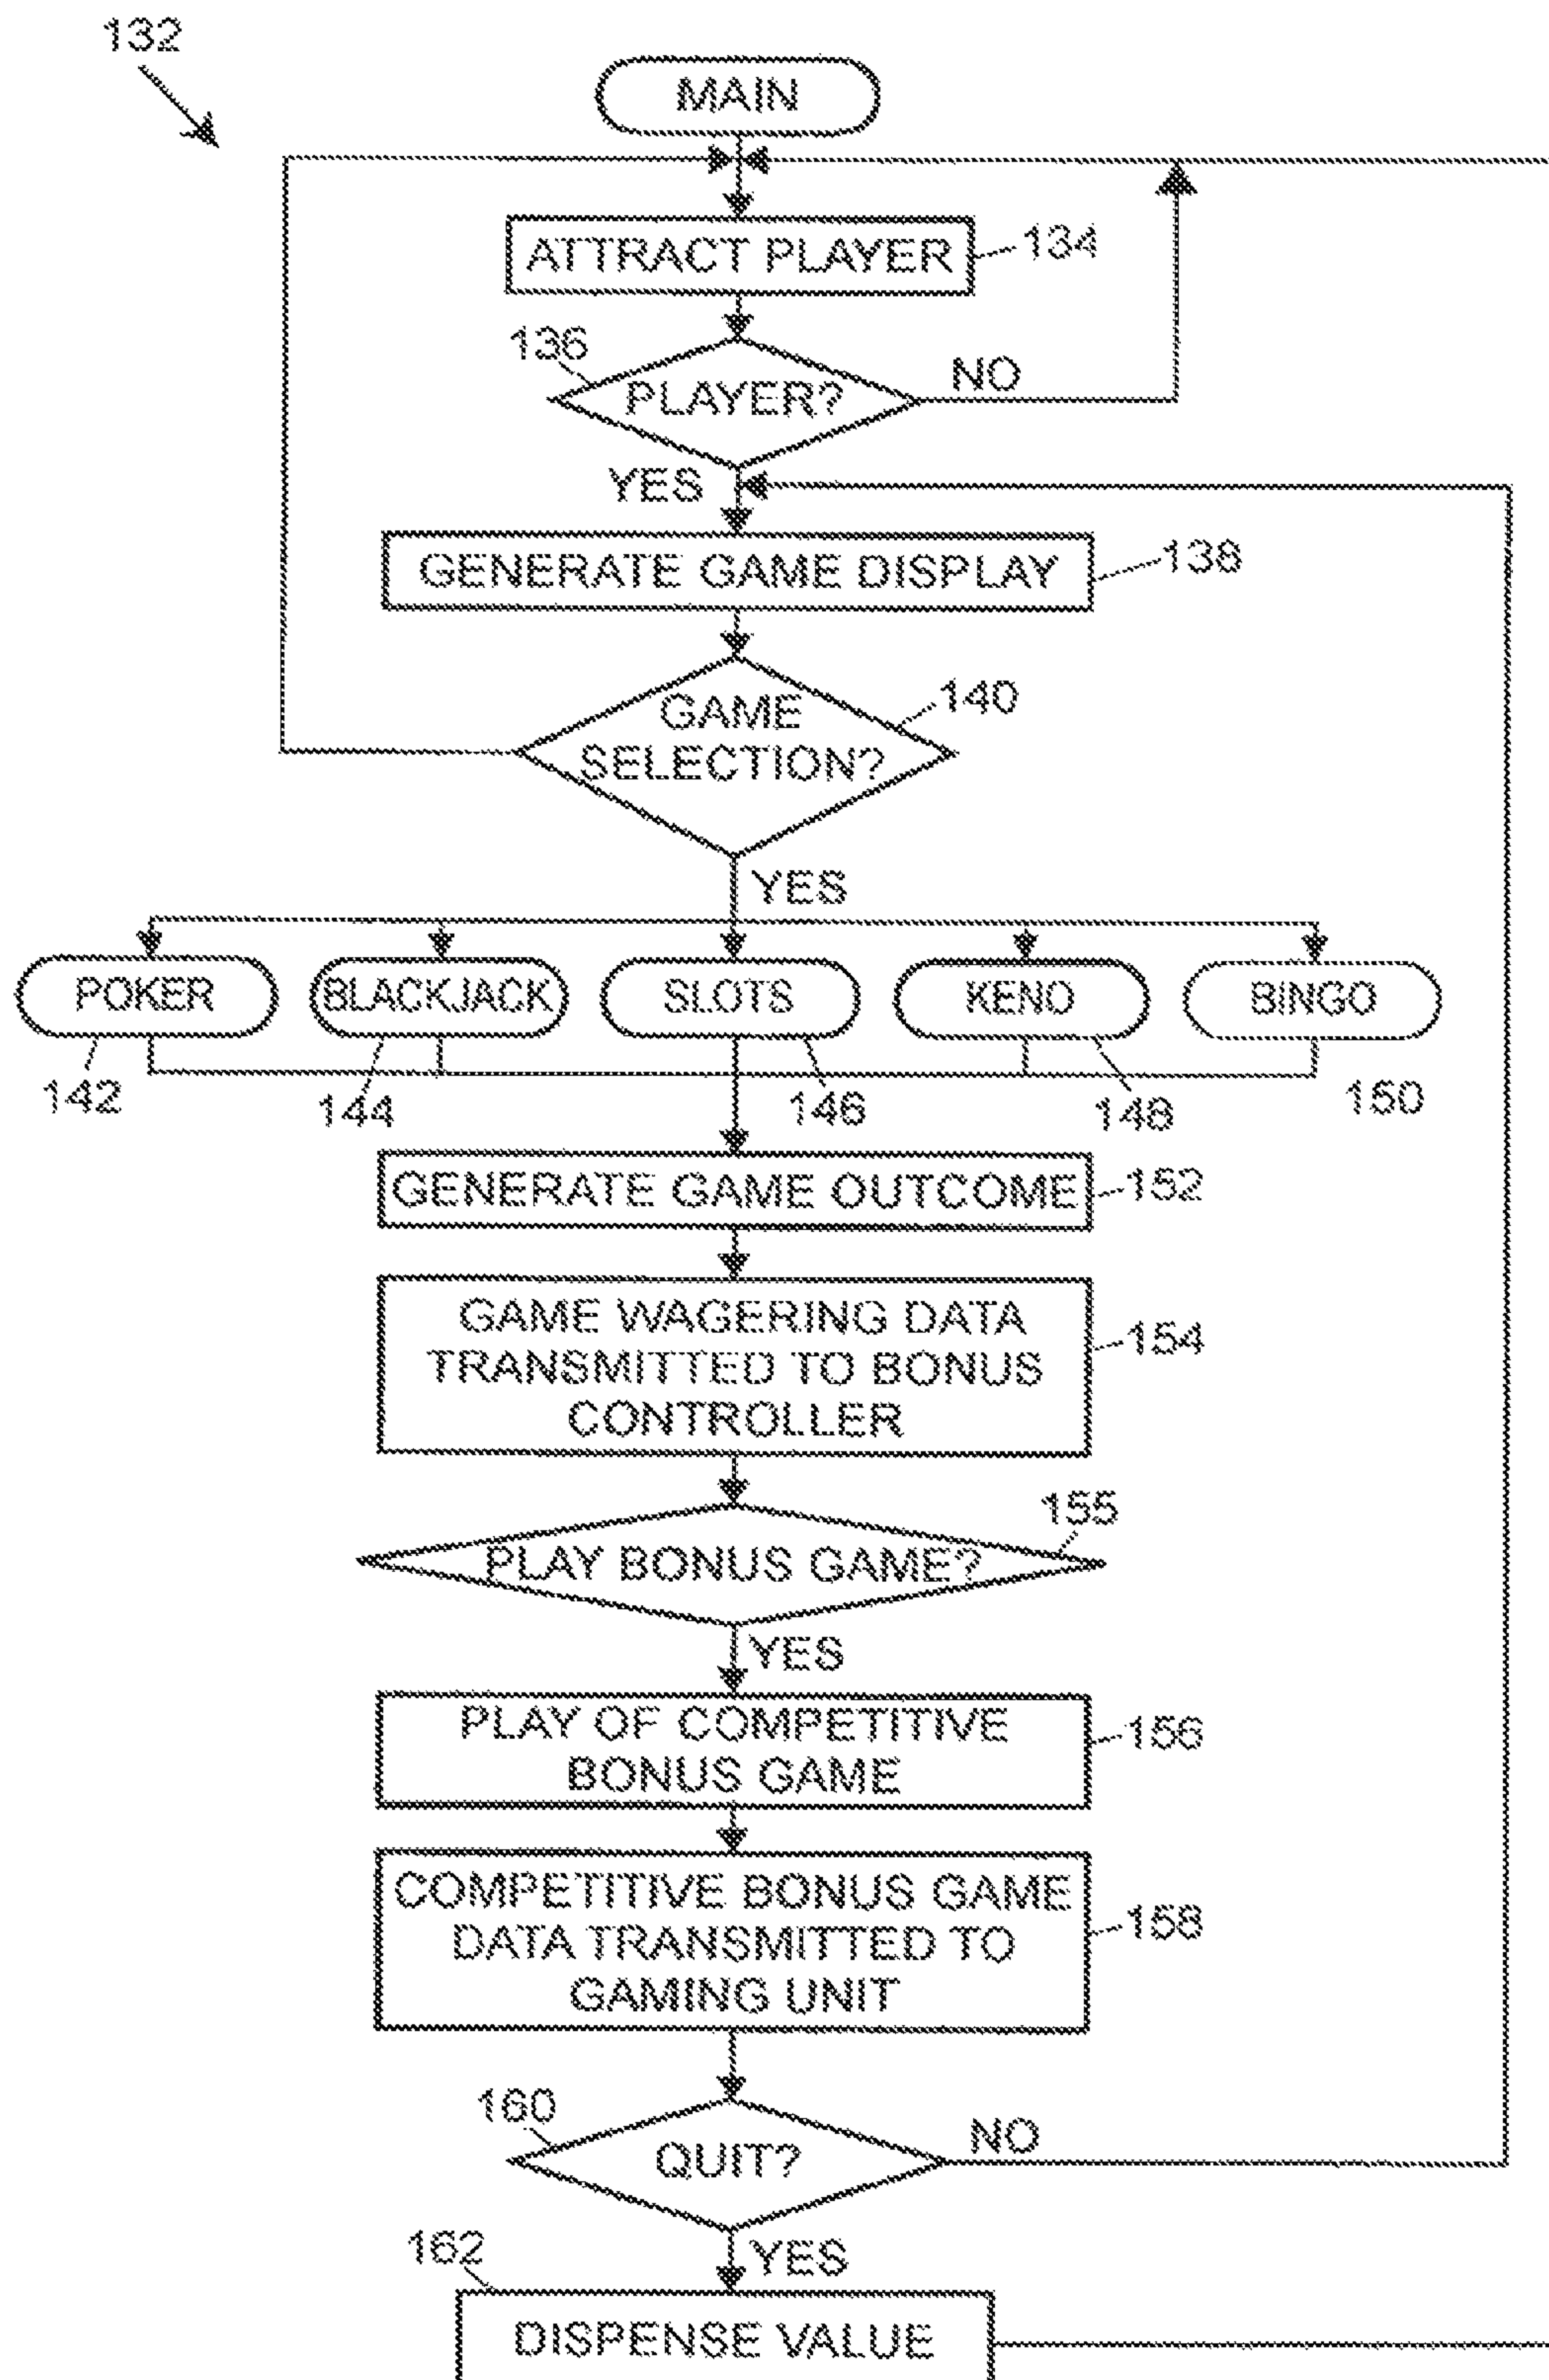 132
MAIN
ATTRACT PLAYER
134
136
PLAYER?
NO
YES
GENERATE GAME DISPLAY
138
GAME
SELECTION?
140
YES
POKER
BLACKJACK
SLOTS
KENO
BINGO
142
144
146
148
150
GENERATE GAME OUTCOME
152
GAME WAGERING DATA
TRANSMITTED TO BONUS
CONTROLLER
154
155
PLAY BONUS GAME?
YES
PLAY OF COMPETITIVE
BONUS GAME
156
COMPETITIVE BONUS GAME
DATA TRANSMITTED TO
GAMING UNIT
158
160
QUIT?
NO
YES
162
DISPENSE VALUE